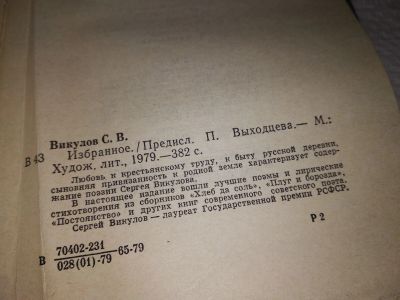 Викулов С. В.
В 43
Избранное./Предисл. П. Выходцева.— М.:
Худож. лит., 1979.—382 с.
Любовь к крестьянскому труду, к быту русской деревни,
сыновняя привязанность к родной земле характеризует содер-
жание поэзии Сергея Викулова.
В настоящее издание вошли лучшие поэмы и лирические
стихотворения из сборников «Хлеб да соль», «Плуг и борозда»,
«Постоянство» и других книг современного советского поэта.
Сергей Викулов — лауреат Государственной премии РСФСР.
70402-231
В 65-79
028(01)-79
Р 2